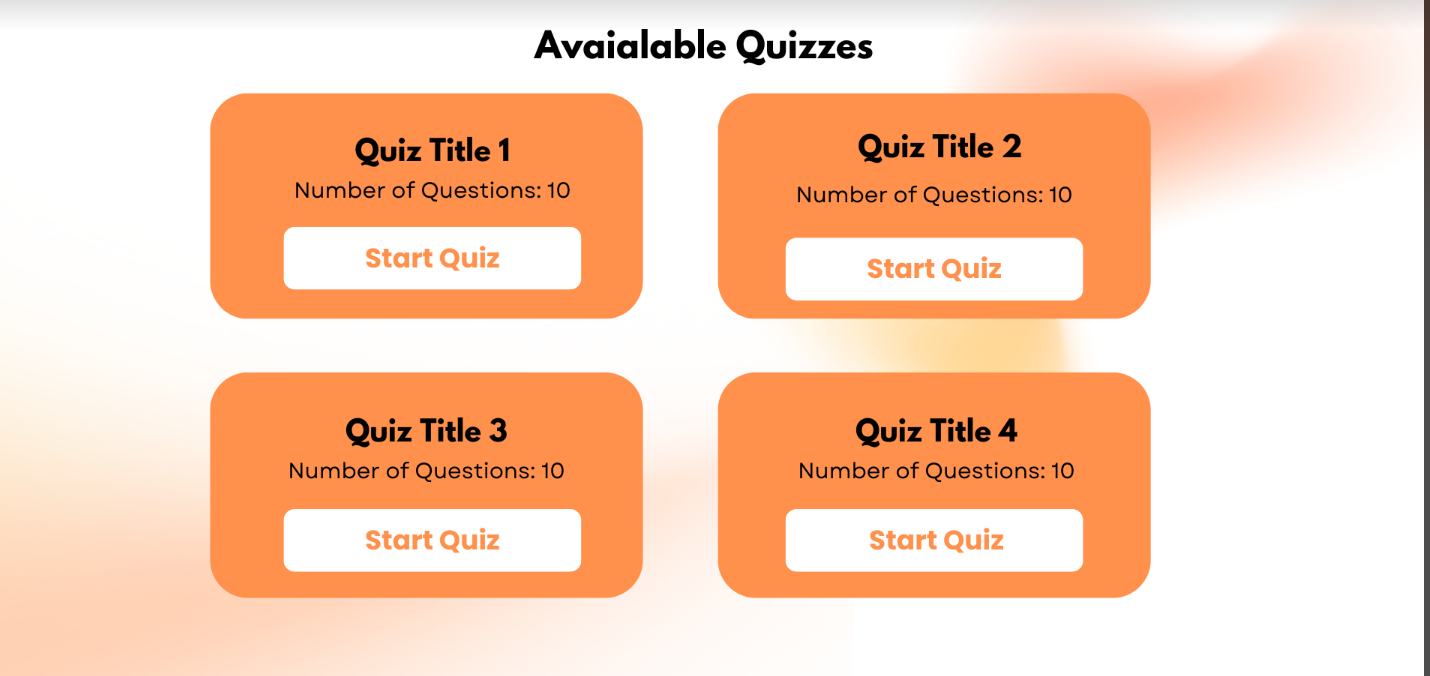 Avaialable Quizzes
Quiz Title 1
Number of Questions: 10
Start Quiz
Quiz Title 2
Number of Questions: 10
Start Quiz
Quiz Title 3
Number of Questions: 10
Start Quiz
Quiz Title 4
Number of Questions: 10
Start Quiz